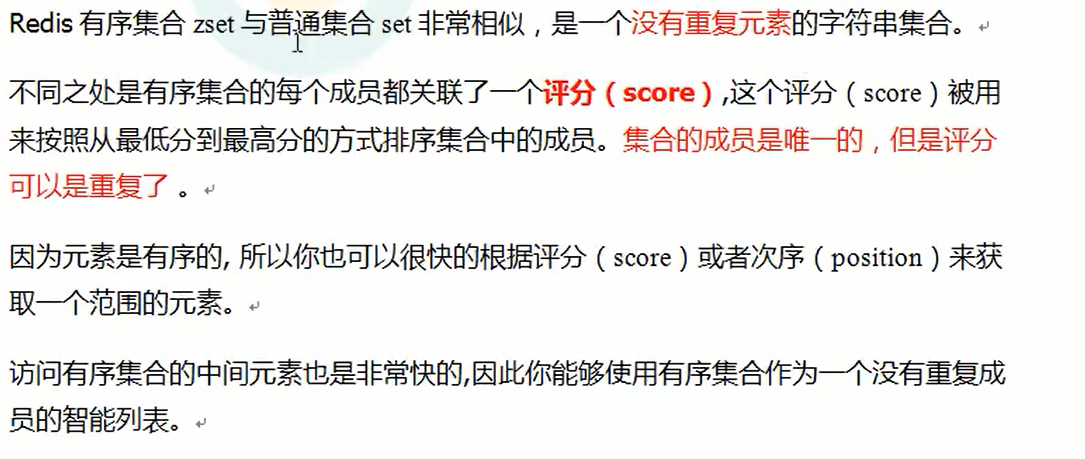 Redis 有序集合 zset 与普通集合 set 非常相似，是一个没有重复元素的字符串集合。
不同之处是有序集合的每个成员都关联了一个评分（score）,这个评分（score）被用
来按照从最低分到最高分的方式排序集合中的成员。集合的成员是唯一的，但是评分
可以是重复了 。
因为元素是有序的, 所以你也可以很快的根据评分（score）或者次序（position）来获
取一个范围的元素。
访问有序集合的中间元素也是非常快的,因此你能够使用有序集合作为一个没有重复成
员的智能列表。